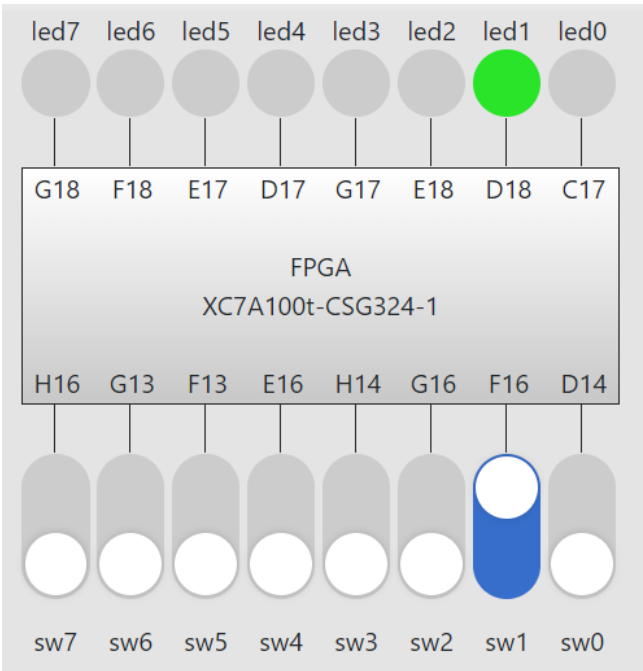 led7 led6 led5 led4 led3 led2 led1 led0
G18 F18 E17 D17 G17 E18 D18 C17
FPGA
XC7A100t-CSG324-1
H16 G13 F13 E16 H14 G16 F16 D14
sw7 sw6 sw5 sw4 sw3 sw2 sw1 sw0